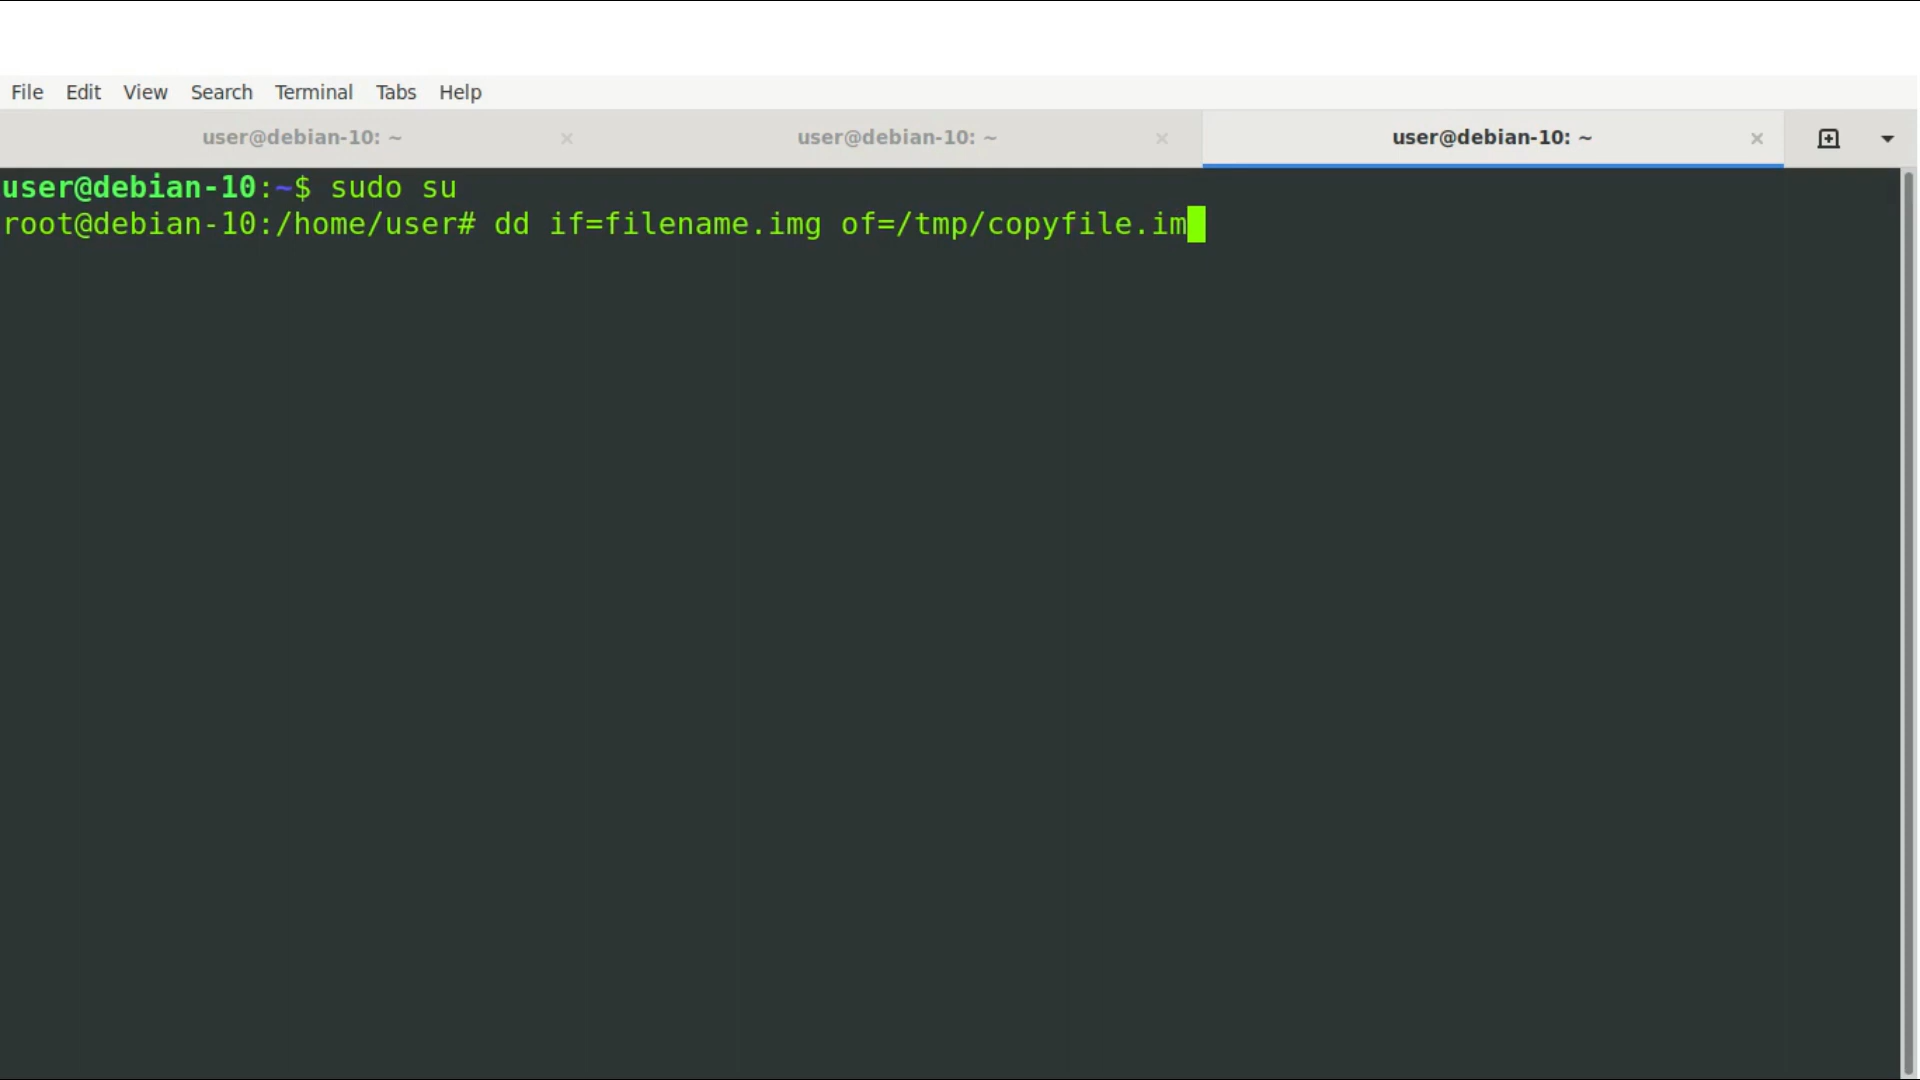 File Edit View Search Terminal Tabs Help
user@debian-10: ~ × user@debian-10: ~ × user@debian-10: ~ ×
user@debian-10:~$ sudo su
root@debian-10:/home/user# dd if=filename.img of=/tmp/copyfile.im